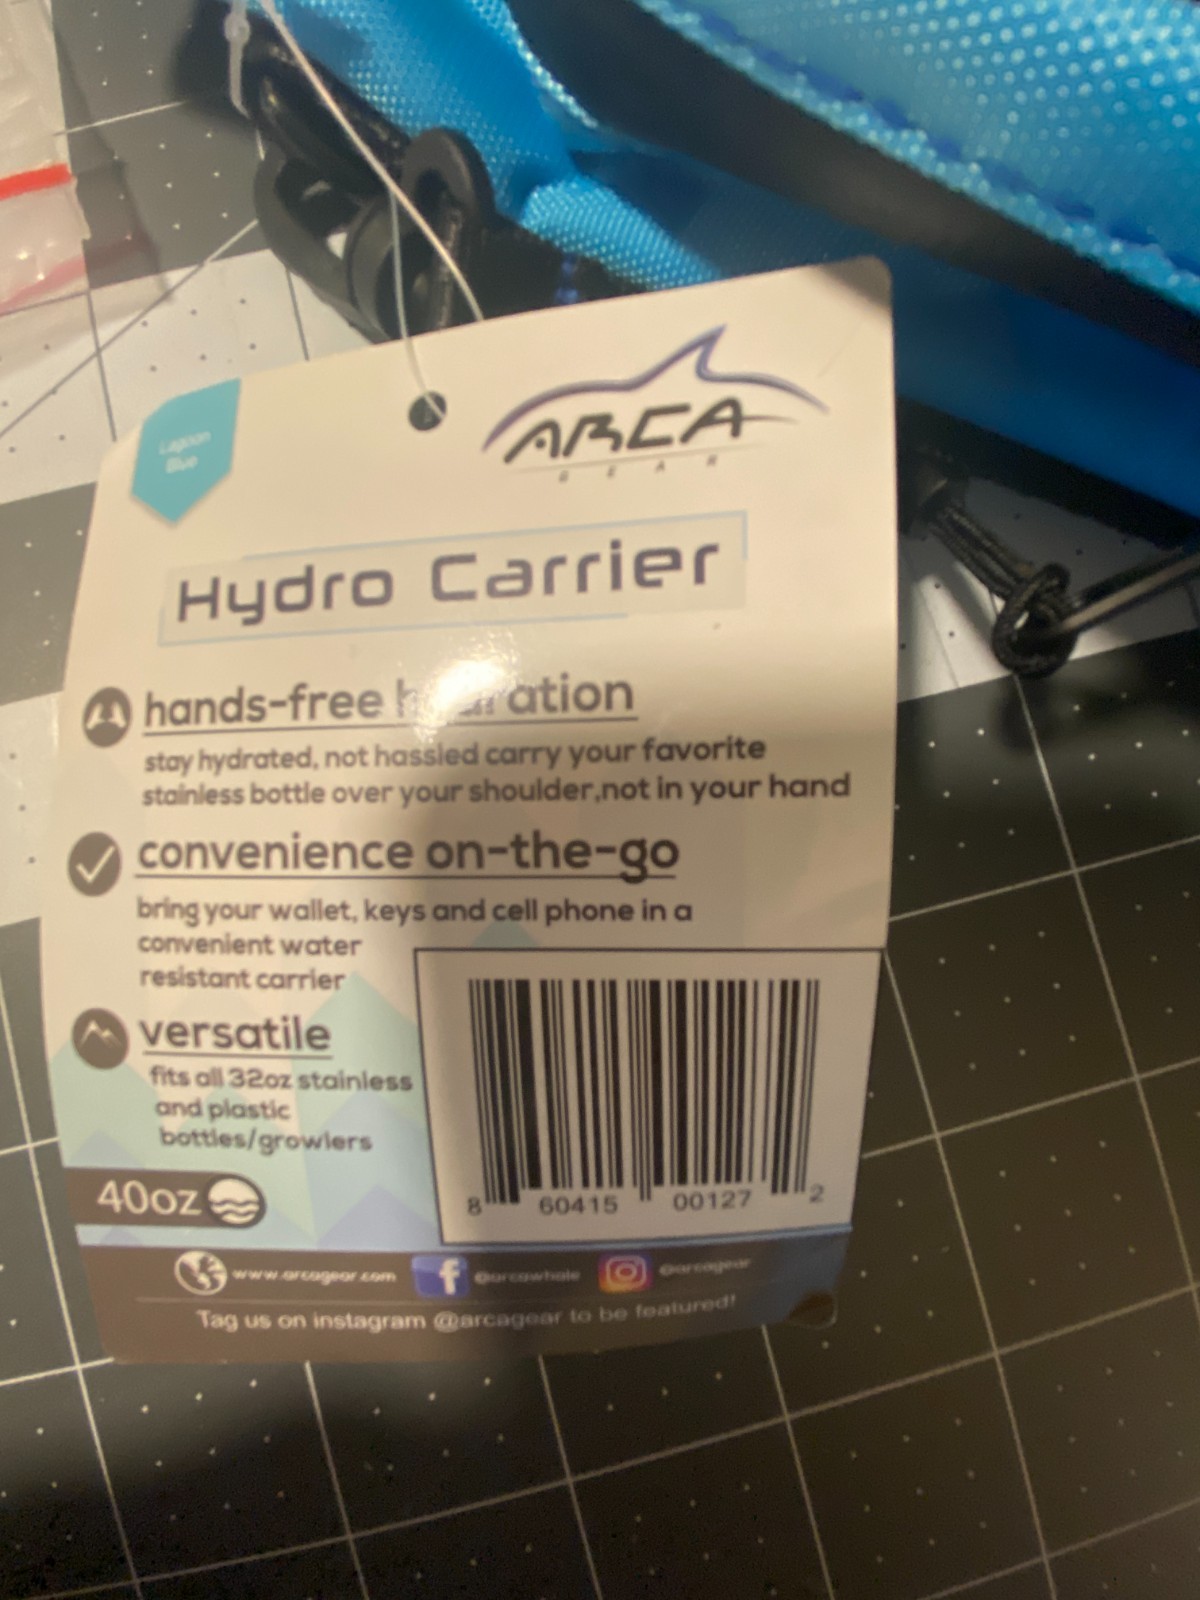 Lagoon
Blue
ARCA
GEAR
Hydro Carrier
hands-free hydration
stay hydrated, not hassled carry your favorite
stainless bottle over your shoulder,not in your hand
convenience on-the-go
bring your wallet, keys and cell phone in a
convenient water
resistant carrier
versatile
fits all 32oz stainless
and plastic
bottles/growlers
40oz
8 60415 00127 2
www.arcagear.com @arcawhale @arcagear
Tag us on instagram @arcagear to be featured!